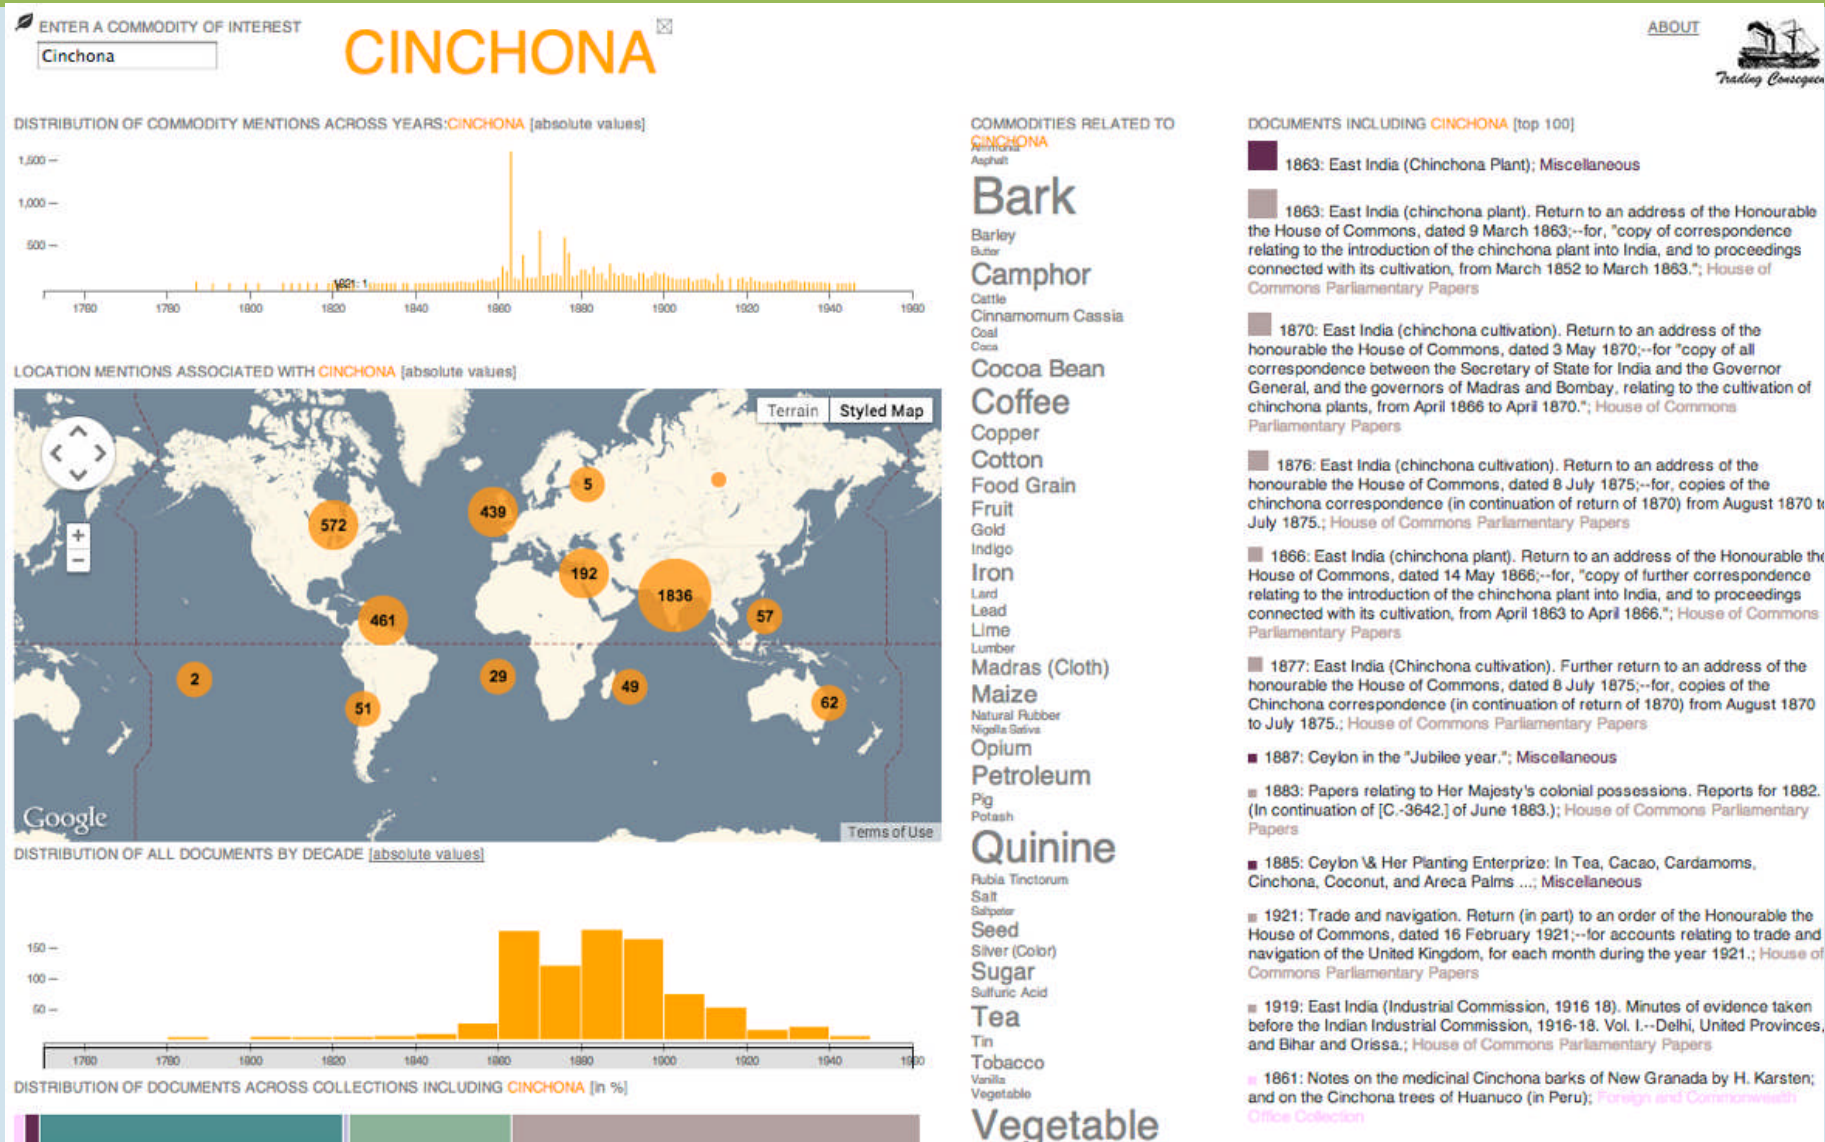 ENTER A COMMODITY OF INTEREST
Cinchona
CINCHONA
ABOUT
Trading
DISTRIBUTION OF COMMODITY MENTIONS ACROSS YEARS:CINCHONA [absolute values]
1,500
1,000
500
1821: 1
1760 1780 1800 1820 1840 1860 1880 1900 1920 1940 1960
LOCATION MENTIONS ASSOCIATED WITH CINCHONA [absolute values]
Terrain Styled Map
+
−
5
439
572
192
1836
461
57
2
29
49
51
62
Google
Terms of Use
DISTRIBUTION OF ALL DOCUMENTS BY DECADE [absolute values]
150
100
50
1760 1780 1800 1820 1840 1860 1880 1900 1920 1940 1960
DISTRIBUTION OF DOCUMENTS ACROSS COLLECTIONS INCLUDING CINCHONA [in %]
COMMODITIES RELATED TO
CINCHONA
Ammonia
Asphalt
Bark
Barley
Butter
Camphor
Cattle
Cinnamomum Cassia
Coal
Coca
Cocoa Bean
Coffee
Copper
Cotton
Food Grain
Fruit
Gold
Indigo
Iron
Lard
Lead
Lime
Lumber
Madras (Cloth)
Maize
Natural Rubber
Nigella Sativa
Opium
Petroleum
Pig
Potash
Quinine
Rubia Tinctorum
Salt
Saltpeter
Seed
Silver (Color)
Sugar
Sulfuric Acid
Tea
Tin
Tobacco
Vanilla
Vegetable
Vegetable
DOCUMENTS INCLUDING CINCHONA [top 100]
1863: East India (Chinchona Plant); Miscellaneous
1863: East India (chinchona plant). Return to an address of the Honourable
the House of Commons, dated 9 March 1863;--for, "copy of correspondence
relating to the introduction of the chinchona plant into India, and to proceedings
connected with its cultivation, from March 1852 to March 1863."; House of
Commons Parliamentary Papers
1870: East India (chinchona cultivation). Return to an address of the
honourable the House of Commons, dated 3 May 1870;--for "copy of all
correspondence between the Secretary of State for India and the Governor
General, and the governors of Madras and Bombay, relating to the cultivation of
chinchona plants, from April 1866 to April 1870."; House of Commons
Parliamentary Papers
1876: East India (chinchona cultivation). Return to an address of the
honourable the House of Commons, dated 8 July 1875;--for, copies of the
chinchona correspondence (in continuation of return of 1870) from August 1870 to
July 1875.; House of Commons Parliamentary Papers
1866: East India (chinchona plant). Return to an address of the Honourable the
House of Commons, dated 14 May 1866;--for, "copy of further correspondence
relating to the introduction of the chinchona plant into India, and to proceedings
connected with its cultivation, from April 1863 to April 1866."; House of Commons
Parliamentary Papers
1877: East India (Chinchona cultivation). Further return to an address of the
honourable the House of Commons, dated 8 July 1875;--for, copies of the
Chinchona correspondence (in continuation of return of 1870) from August 1870
to July 1875.; House of Commons Parliamentary Papers
1887: Ceylon in the "Jubilee year."; Miscellaneous
1883: Papers relating to Her Majesty's colonial possessions. Reports for 1882.
(In continuation of [C.-3642.] of June 1883.); House of Commons Parliamentary
Papers
1885: Ceylon \& Her Planting Enterprize: In Tea, Cacao, Cardamoms,
Cinchona, Coconut, and Areca Palms ...; Miscellaneous
1921: Trade and navigation. Return (in part) to an order of the Honourable the
House of Commons, dated 16 February 1921;--for accounts relating to trade and
navigation of the United Kingdom, for each month during the year 1921.; House of
Commons Parliamentary Papers
1919: East India (Industrial Commission, 1916 18). Minutes of evidence taken
before the Indian Industrial Commission, 1916-18. Vol. I.--Delhi, United Provinces,
and Bihar and Orissa.; House of Commons Parliamentary Papers
1861: Notes on the medicinal Cinchona barks of New Granada by H. Karsten;
and on the Cinchona trees of Huanuco (in Peru); Foreign and Commonwealth
Office Collection